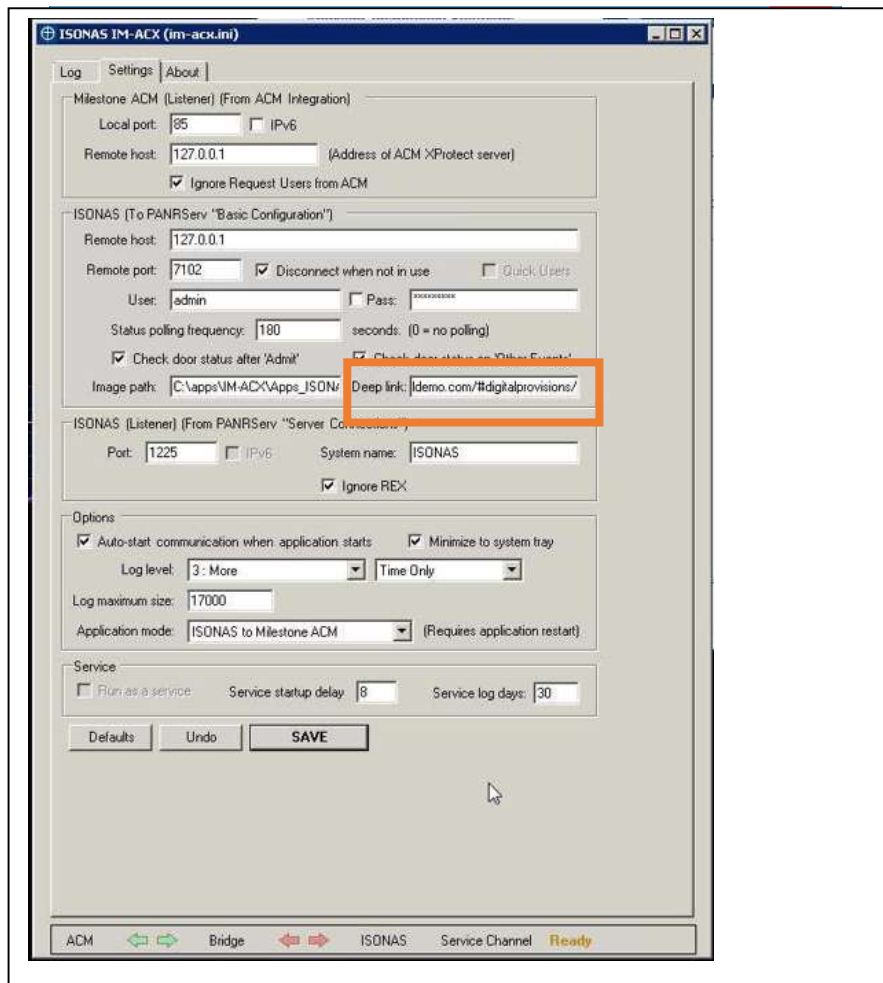 ISONAS IM-ACX (im-acx.ini)
Log Settings About
Milestone ACM (Listener) (From ACM Integration)
Local port: 85 IPv6
Remote host: 127.0.0.1 (Address of ACM XProtect server)
Ignore Request Users from ACM
ISONAS (To PANRServ "Basic Configuration")
Remote host: 127.0.0.1
Remote port: 7102 Disconnect when not in use Quick Users
User: admin Pass: **********
Status polling frequency: 180 seconds. (0 = no polling)
Check door status after 'Admit' Check door status on 'Other Events'
Image path: C:\apps\IM-ACX\Apps_ISONA Deep link: ldemo.com/#digitalprovisions/
ISONAS (Listener) (From PANRServ "Server Connections")
Port: 1225 IPv6 System name: ISONAS
Ignore REX
Options
Auto-start communication when application starts Minimize to system tray
Log level: 3 : More Time Only
Log maximum size: 17000
Application mode: ISONAS to Milestone ACM (Requires application restart)
Service
Run as a service Service startup delay 8 Service log days: 30
Defaults Undo SAVE
ACM Bridge ISONAS Service Channel Ready